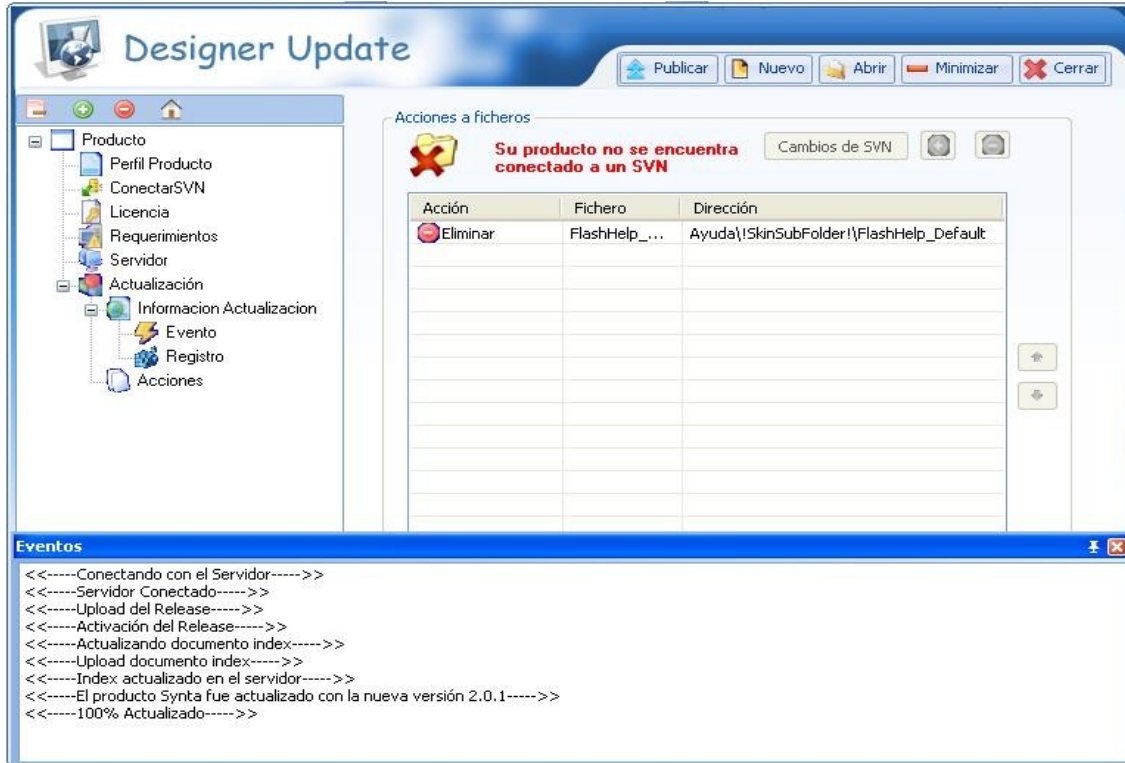 Designer Update
Publicar Nuevo Abrir Minimizar Cerrar
Producto
Perfil Producto
ConectarSVN
Licencia
Requerimientos
Servidor
Actualización
Informacion Actualizacion
Evento
Registro
Acciones
Acciones a ficheros
Su producto no se encuentra
conectado a un SVN
Cambios de SVN
Acción Fichero Dirección
Eliminar FlashHelp_... Ayuda\!SkinSubFolder!\FlashHelp_Default
Eventos
<<-----Conectando con el Servidor----->>
<<-----Servidor Conectado----->>
<<-----Upload del Release----->>
<<-----Activación del Release----->>
<<-----Actualizando documento index----->>
<<-----Upload documento index----->>
<<-----Index actualizado en el servidor----->>
<<-----El producto Synta fue actualizado con la nueva versión 2.0.1----->>
<<-----100% Actualizado----->>